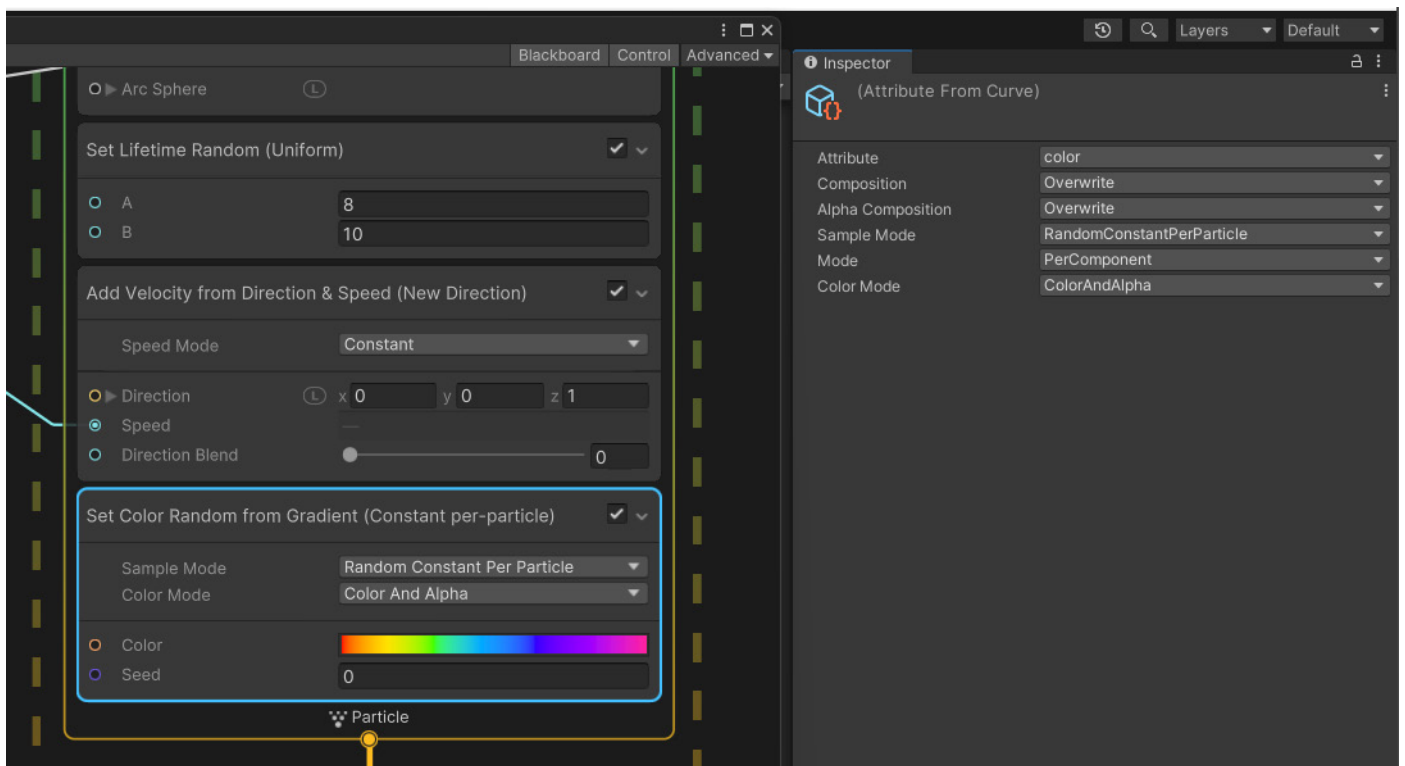 Layers Default
Blackboard Control Advanced
Inspector
(Attribute From Curve)
Arc Sphere L
Set Lifetime Random (Uniform)
A 8
B 10
Add Velocity from Direction & Speed (New Direction)
Speed Mode Constant
Direction L x 0 y 0 z 1
Speed —
Direction Blend 0
Set Color Random from Gradient (Constant per-particle)
Sample Mode Random Constant Per Particle
Color Mode Color And Alpha
Color
Seed 0
Particle
Attribute color
Composition Overwrite
Alpha Composition Overwrite
Sample Mode RandomConstantPerParticle
Mode PerComponent
Color Mode ColorAndAlpha